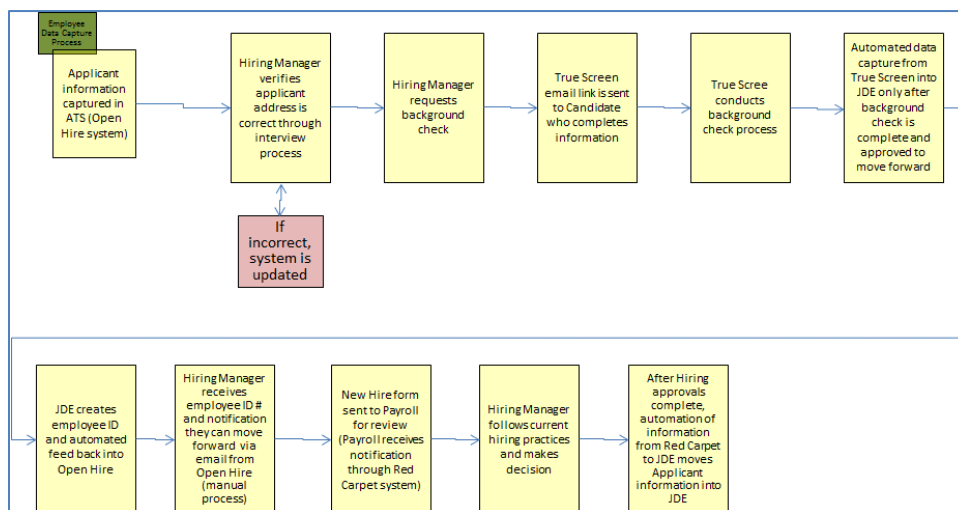 Employee
Data Capture
Process
Applicant
information
captured in
ATS (Open
Hire system)
Hiring Manager
verifies
applicant
address is
correct through
interview
process
Hiring Manager
requests
background
check
True Screen
email link is sent
to Candidate
who completes
information
True Scree
conducts
background
check process
Automated data
capture from
True Screen into
JDE only after
background
check is
complete and
approved to
move forward
If
incorrect,
system is
updated
JDE creates
employee ID
and automated
feed back into
Open Hire
Hiring Manager
receives
employee ID #
and notification
they can move
forward via
email from
Open Hire
(manual
process)
New Hire form
sent to Payroll
for review
(Payroll receives
notification
through Red
Carpet system)
Hiring Manager
follows current
hiring practices
and makes
decision
After Hiring
approvals
complete,
automation of
information
from Red Carpet
to JDE moves
Applicant
information into
JDE